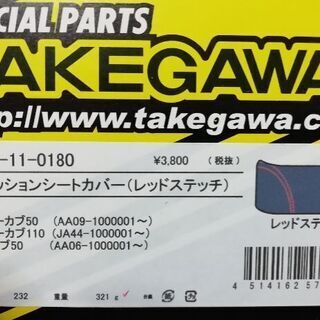 CIAL PARTS
AKEGAWA
p://www.takegawa.c
-11-0180
¥3,800 (税抜)
ッションシートカバー(レッドステッチ)
ーカブ50 (AA09-1000001~)
ーカブ110 (JA44-1000001~)
ブ50 (AA06-1000001~)
レッドステ
232 重量 321g
4 514162 57